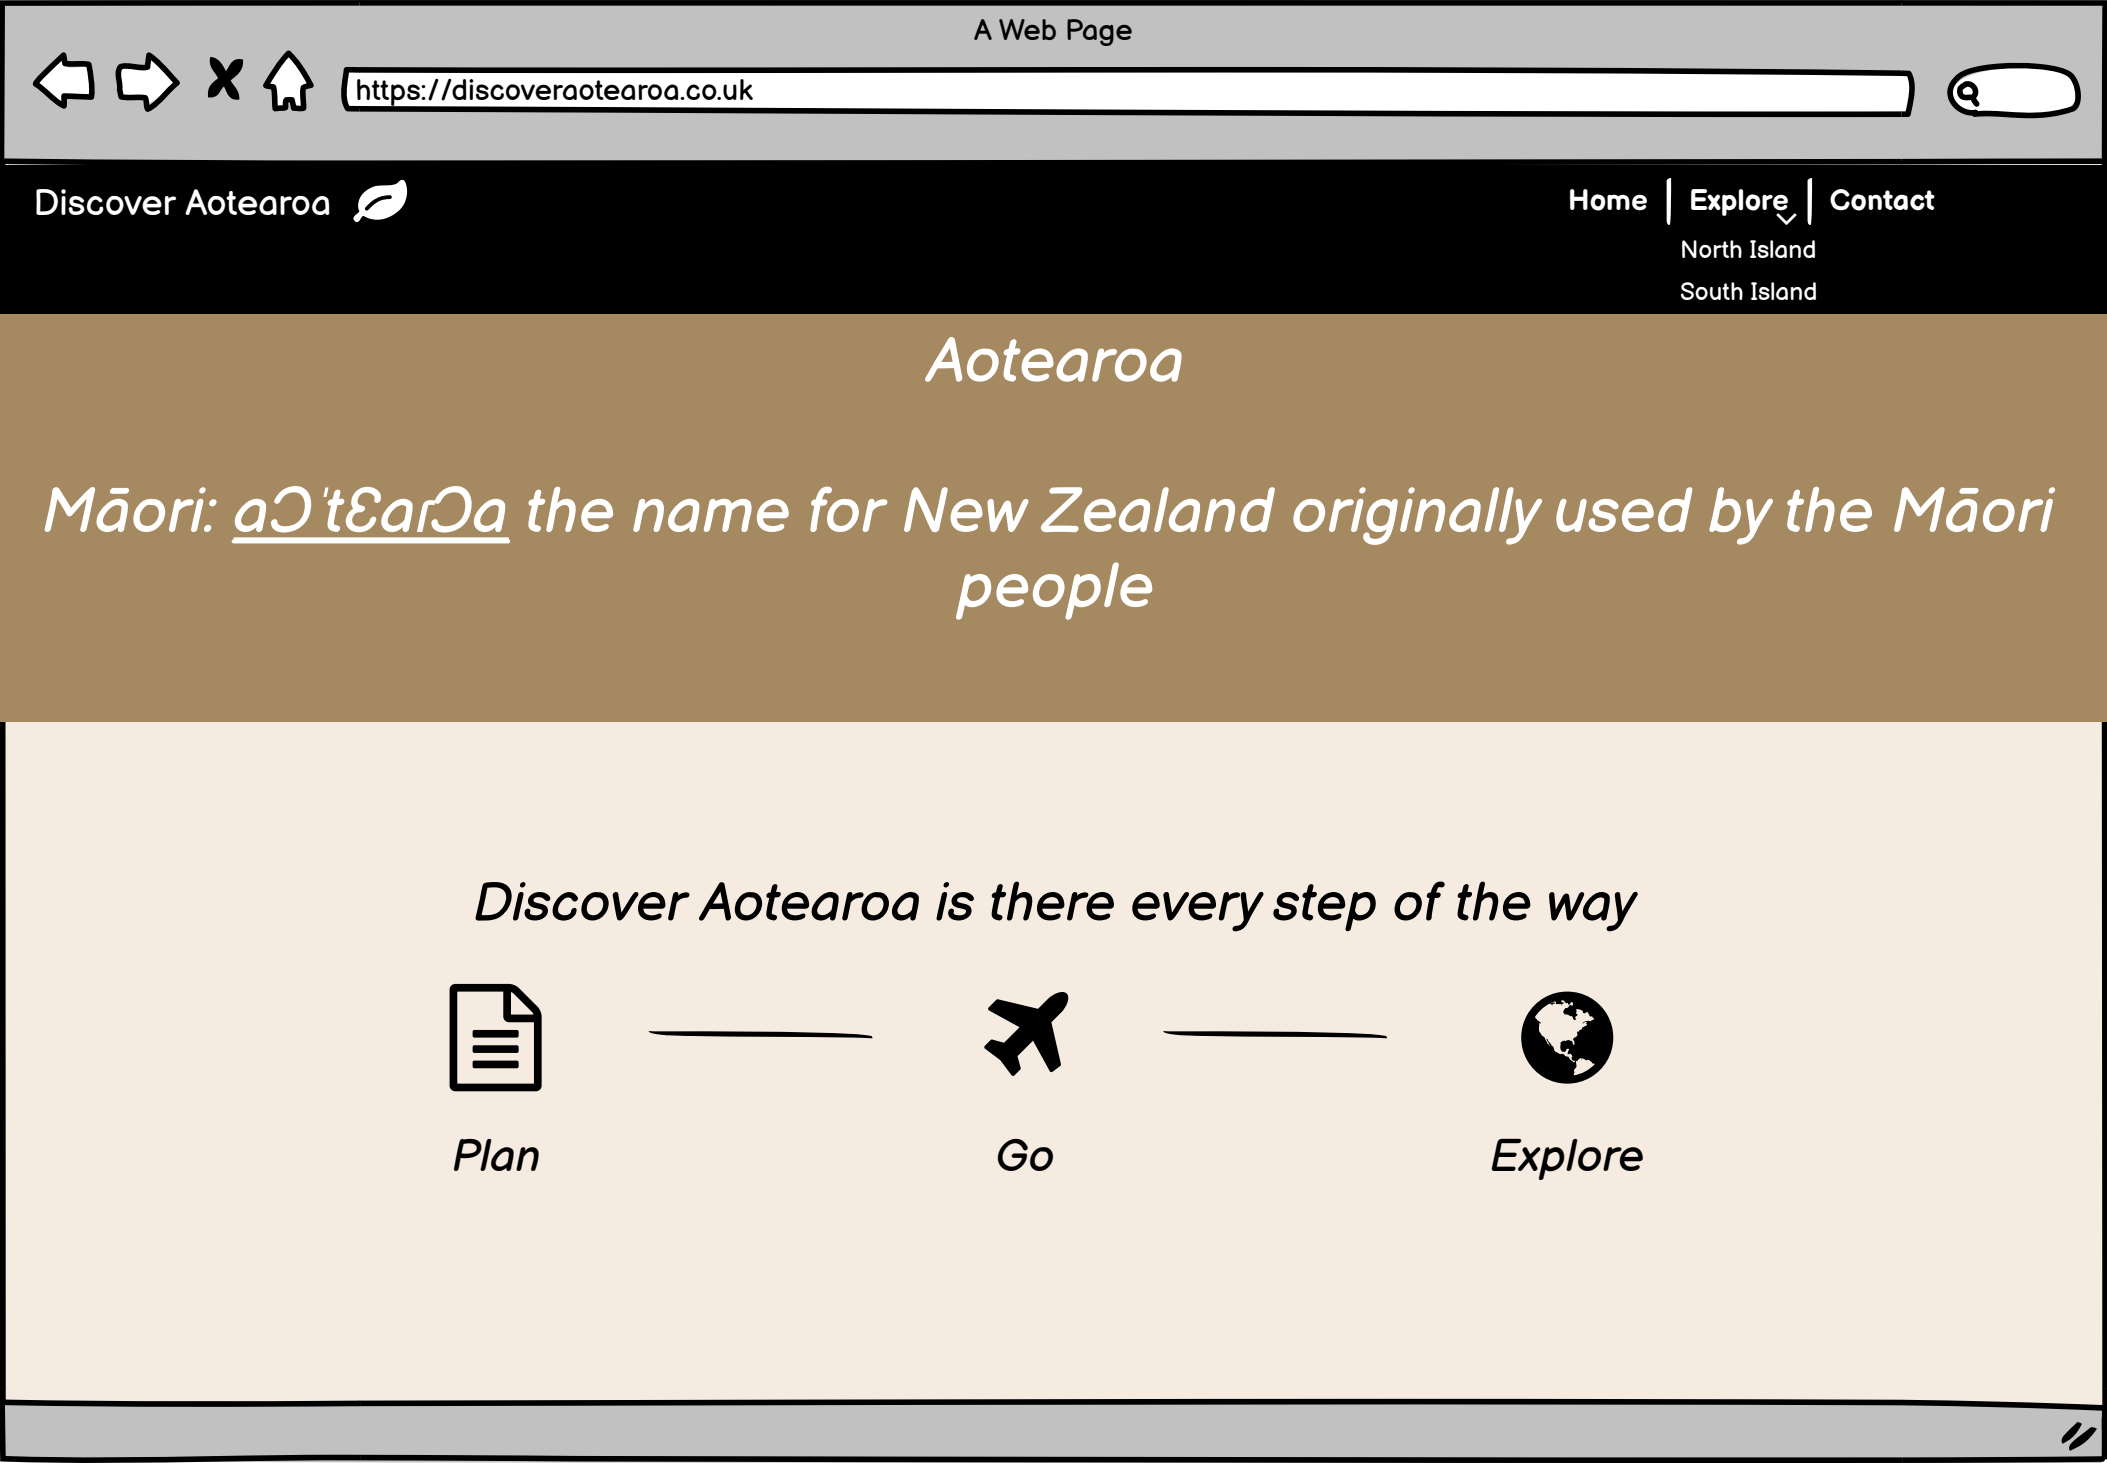 A Web Page
https://discoveraotearoa.co.uk
Discover Aotearoa
Home | Explore | Contact
North Island
South Island
Aotearoa
Māori: aƆˈtƐaɾƆa the name for New Zealand originally used by the Māori
people
Discover Aotearoa is there every step of the way
Plan
Go
Explore